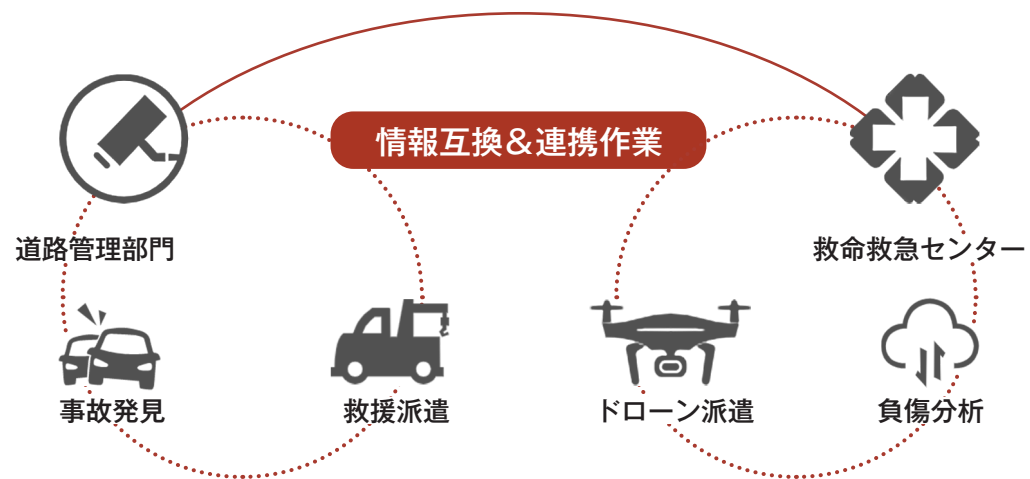 情報互換&連携作業
道路管理部門
救命救急センター
事故発見
救援派遣
ドローン派遣
負傷分析